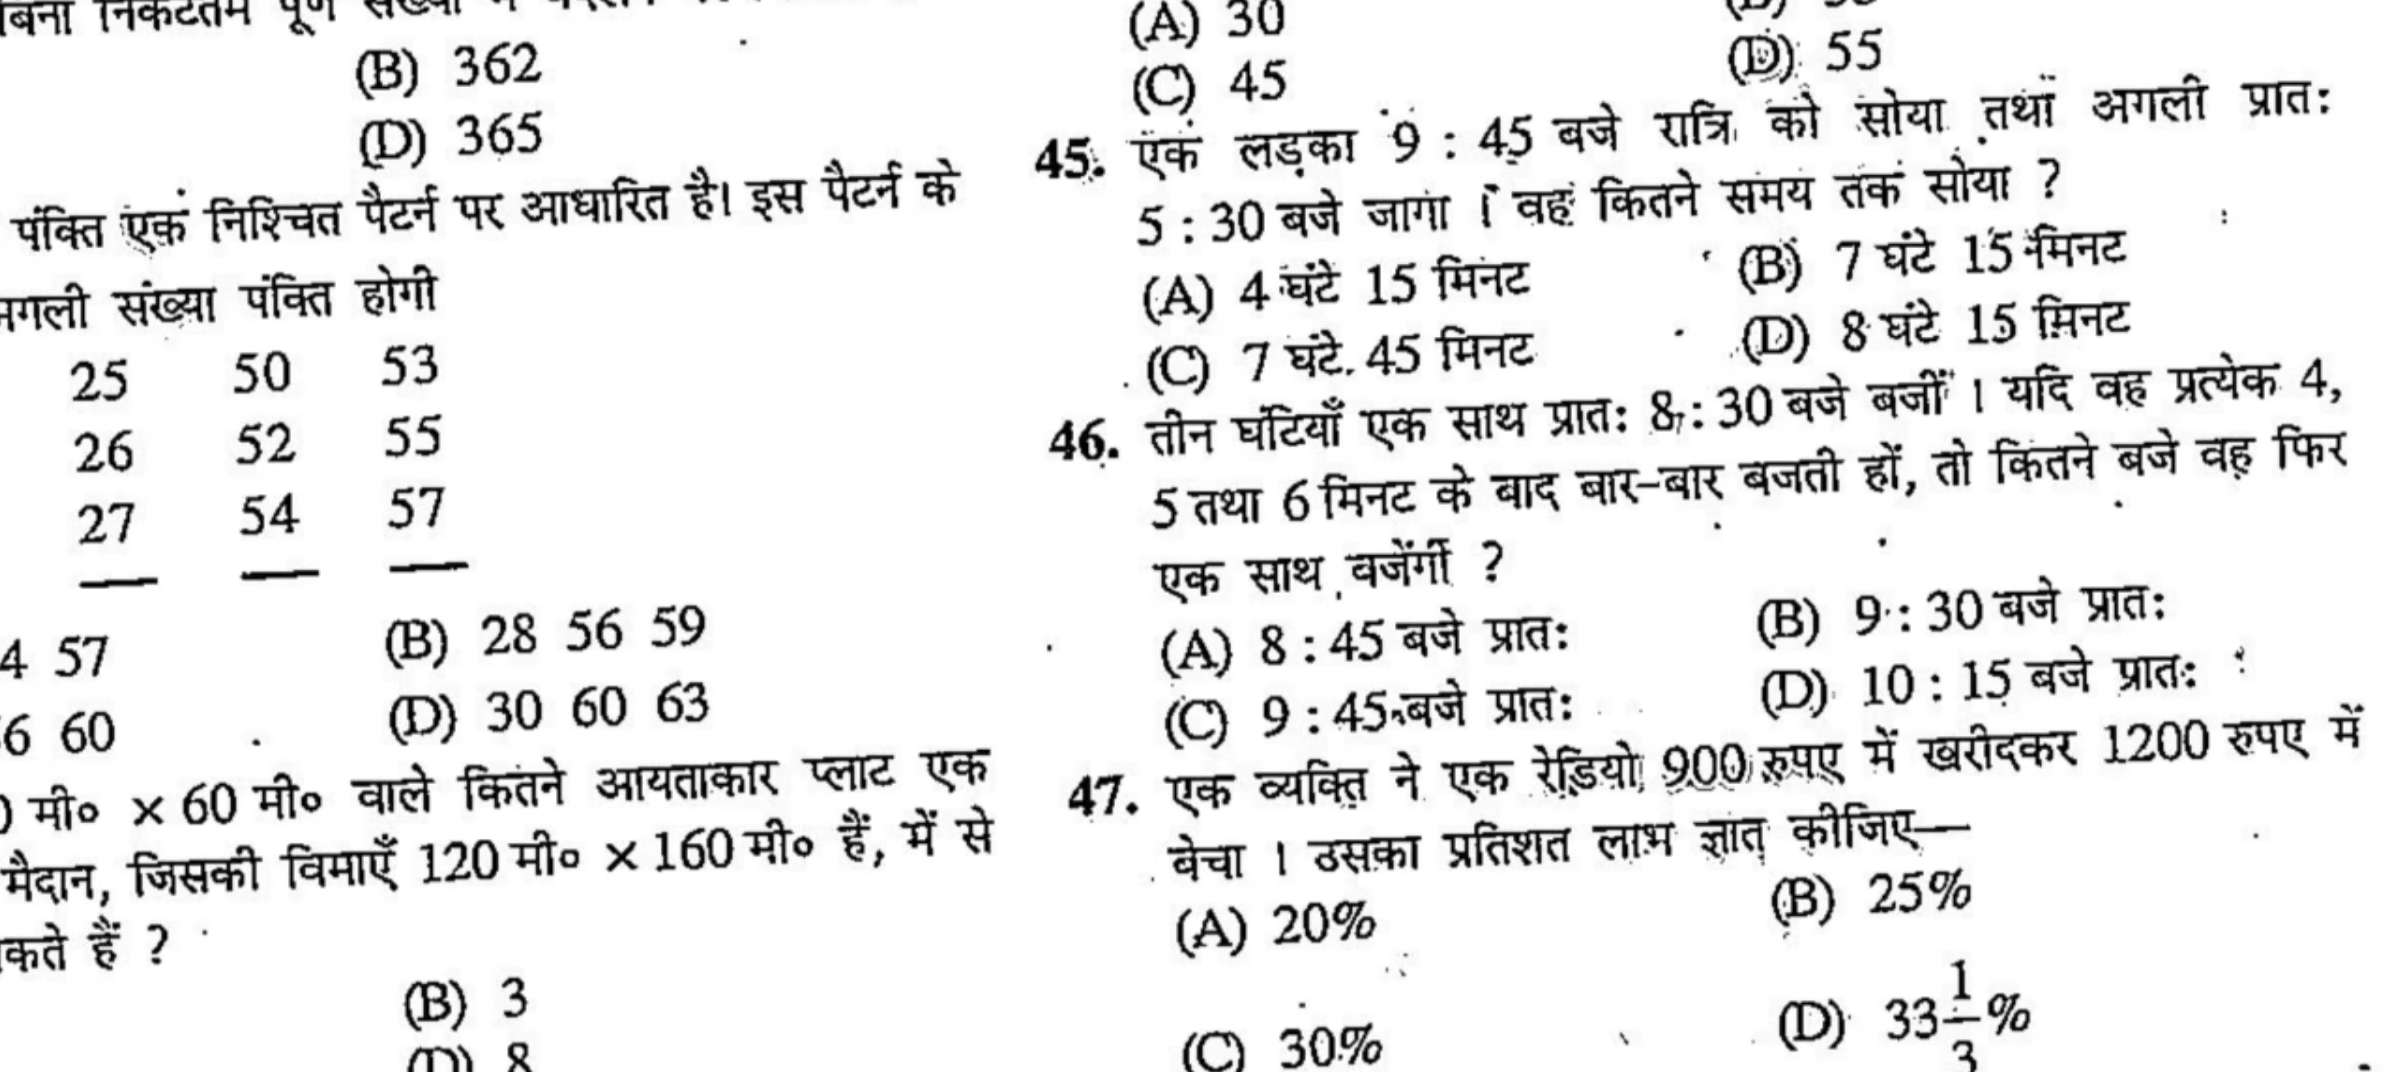 बिना निकटतम पूर्ण संख्या में
(B) 362
(D) 365
पंक्ति एक निश्चित पैटर्न पर आधारित है। इस पैटर्न के
अगली संख्या पंक्ति होगी
25 50 53
26 52 55
27 54 57
4 57 (B) 28 56 59
6 60 (D) 30 60 63
मी० × 60 मी० वाले कितने आयताकार प्लाट एक
मैदान, जिसकी विमाएँ 120 मी० × 160 मी० हैं, में से
कते हैं ?
(B) 3
(D) 8
(A) 30
(C) 45 (D) 55
45. एक लड़का 9 : 45 बजे रात्रि को सोया तथा अगली प्रातः
5 : 30 बजे जागा । वह कितने समय तक सोया ?
(A) 4 घंटे 15 मिनट (B) 7 घंटे 15 मिनट
(C) 7 घंटे 45 मिनट (D) 8 घंटे 15 मिनट
46. तीन घंटियाँ एक साथ प्रातः 8 : 30 बजे बजीं । यदि वह प्रत्येक 4,
5 तथा 6 मिनट के बाद बार-बार बजती हों, तो कितने बजे वह फिर
एक साथ बजेंगी ?
(A) 8 : 45 बजे प्रातः (B) 9 : 30 बजे प्रातः
(C) 9 : 45 बजे प्रातः (D) 10 : 15 बजे प्रातः
47. एक व्यक्ति ने एक रेडियो 900 रुपए में खरीदकर 1200 रुपए में
बेचा । उसका प्रतिशत लाभ ज्ञात कीजिए—
(A) 20% (B) 25%
(C) 30% (D) 33 1/3 %